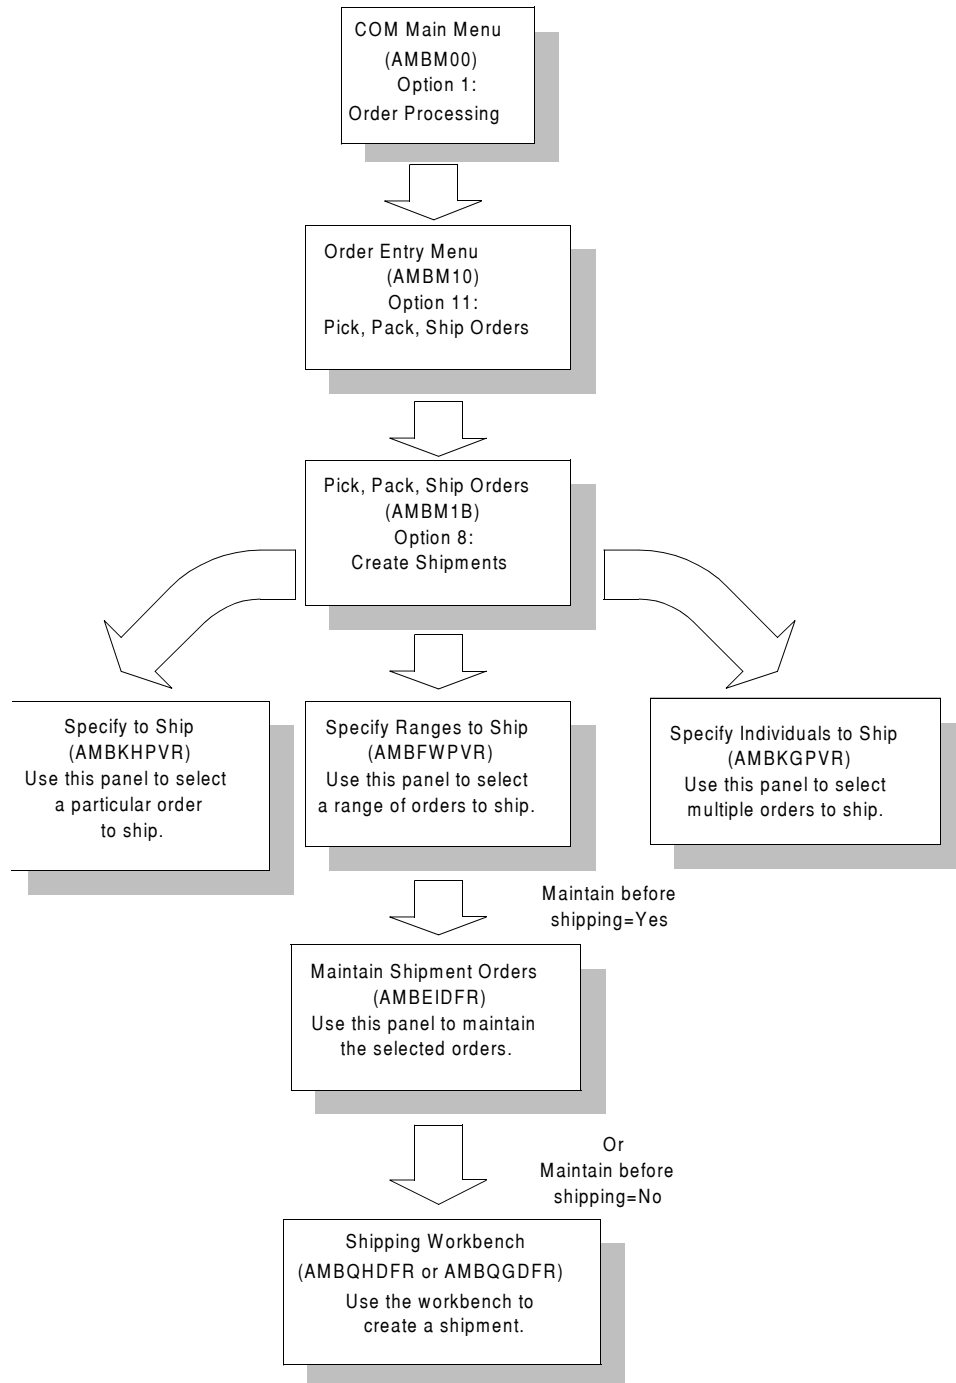 COM Main Menu
(AMBM00)
Option 1:
Order Processing
Order Entry Menu
(AMBM10)
Option 11:
Pick, Pack, Ship Orders
Pick, Pack, Ship Orders
(AMBM1B)
Option 8:
Create Shipments
Specify to Ship
(AMBKHPVR)
Use this panel to select
a particular order
to ship.
Specify Ranges to Ship
(AMBFWPVR)
Use this panel to select
a range of orders to ship.
Specify Individuals to Ship
(AMBKGPVR)
Use this panel to select
multiple orders to ship.
Maintain before
shipping=Yes
Maintain Shipment Orders
(AMBEIDFR)
Use this panel to maintain
the selected orders.
Or
Maintain before
shipping=No
Shipping Workbench
(AMBQHDFR or AMBQGDFR)
Use the workbench to
create a shipment.